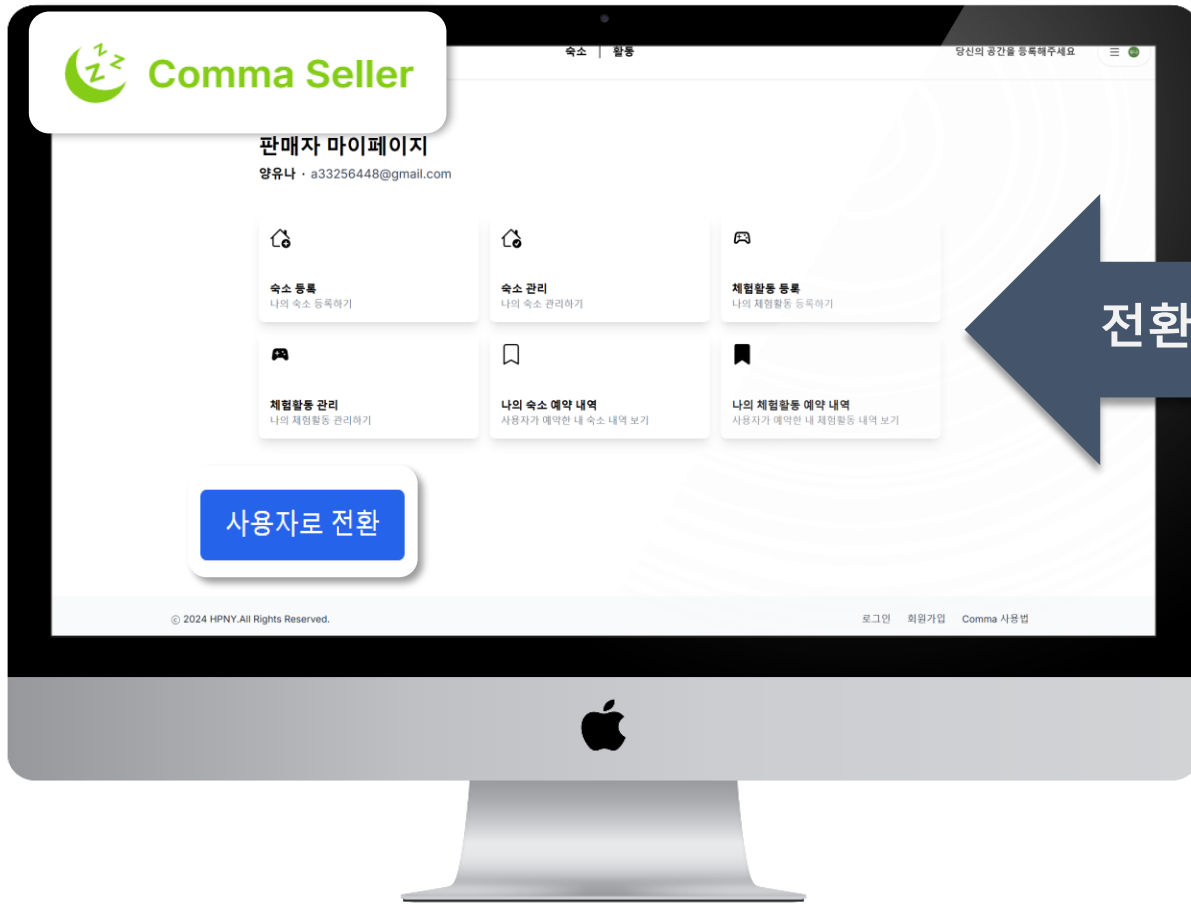 Comma Seller
숙소 | 활동
당신의 공간을 등록해주세요
판매자 마이페이지
양유나 · a33256448@gmail.com
숙소 등록
나의 숙소 등록하기
숙소 관리
나의 숙소 관리하기
체험활동 등록
나의 체험활동 등록하기
전환
체험활동 관리
나의 체험활동 관리하기
나의 숙소 예약 내역
사용자가 예약한 내 숙소 내역 보기
나의 체험활동 예약 내역
사용자가 예약한 내 체험활동 내역 보기
사용자로 전환
© 2024 HPNY.All Rights Reserved.
로그인 회원가입 Comma 사용법